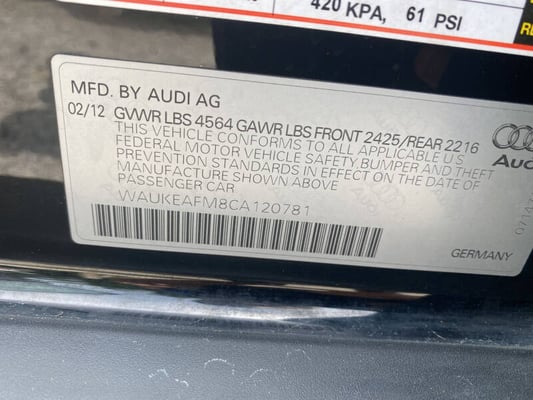 420 KPA, 61 PSI
MFD. BY AUDI AG
02/12 GVWR LBS 4564 GAWR LBS FRONT 2425/REAR 2216
THIS VEHICLE CONFORMS TO ALL APPLICABLE U.S.
FEDERAL MOTOR VEHICLE SAFETY, BUMPER AND THEFT
PREVENTION STANDARDS IN EFFECT ON THE DATE OF
MANUFACTURE SHOWN ABOVE
PASSENGER CAR
WAUKEAFM8CA120781
GERMANY